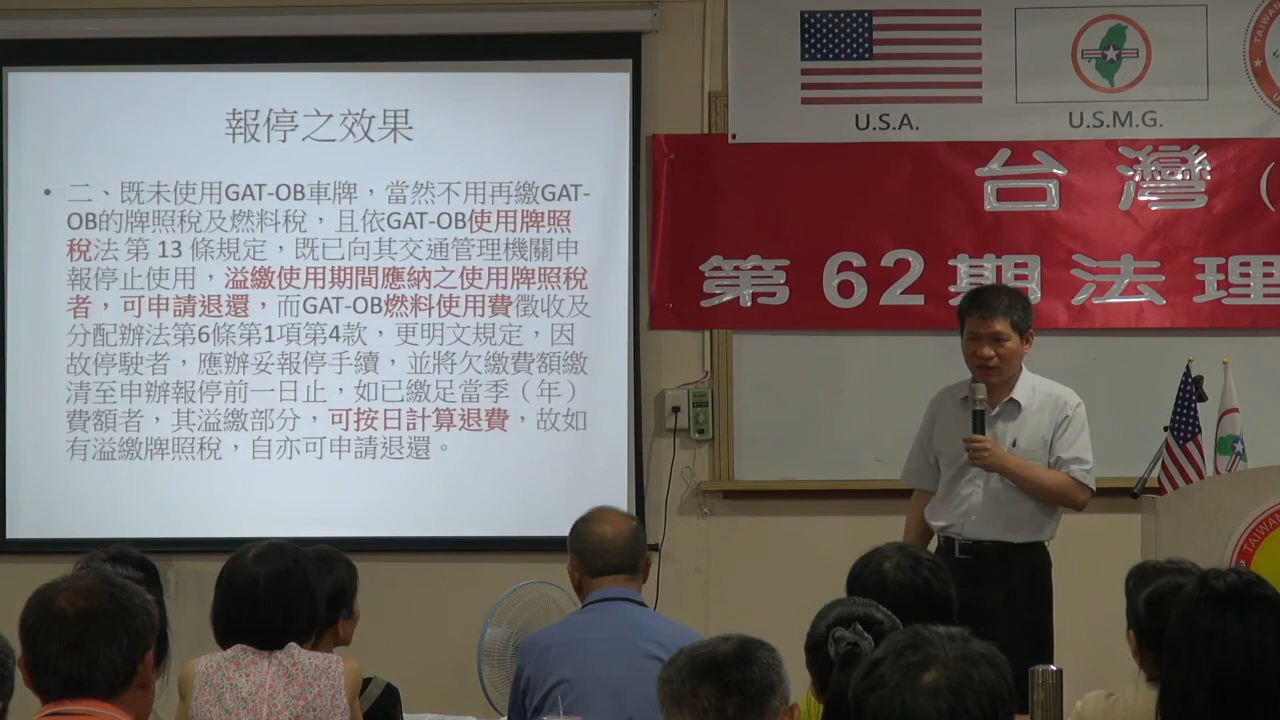 報停之效果
• 二、既未使用GAT-OB車牌，當然不用再繳GAT-
OB的牌照稅及燃料稅，且依GAT-OB使用牌照
稅法 第 13 條規定，既已向其交通管理機關申
報停止使用，溢繳使用期間應納之使用牌照稅
者，可申請退還，而GAT-OB燃料使用費徵收及
分配辦法第6條第1項第4款，更明文規定，因
故停駛者，應辦妥報停手續，並將欠繳費額繳
清至申辦報停前一日止，如已繳足當季（年）
費額者，其溢繳部分，可按日計算退費，故如
有溢繳牌照稅，自亦可申請退還。
U.S.A.
U.S.M.G.
TAIWAN
U.S.
台灣（
第62期法理
TAIWAN